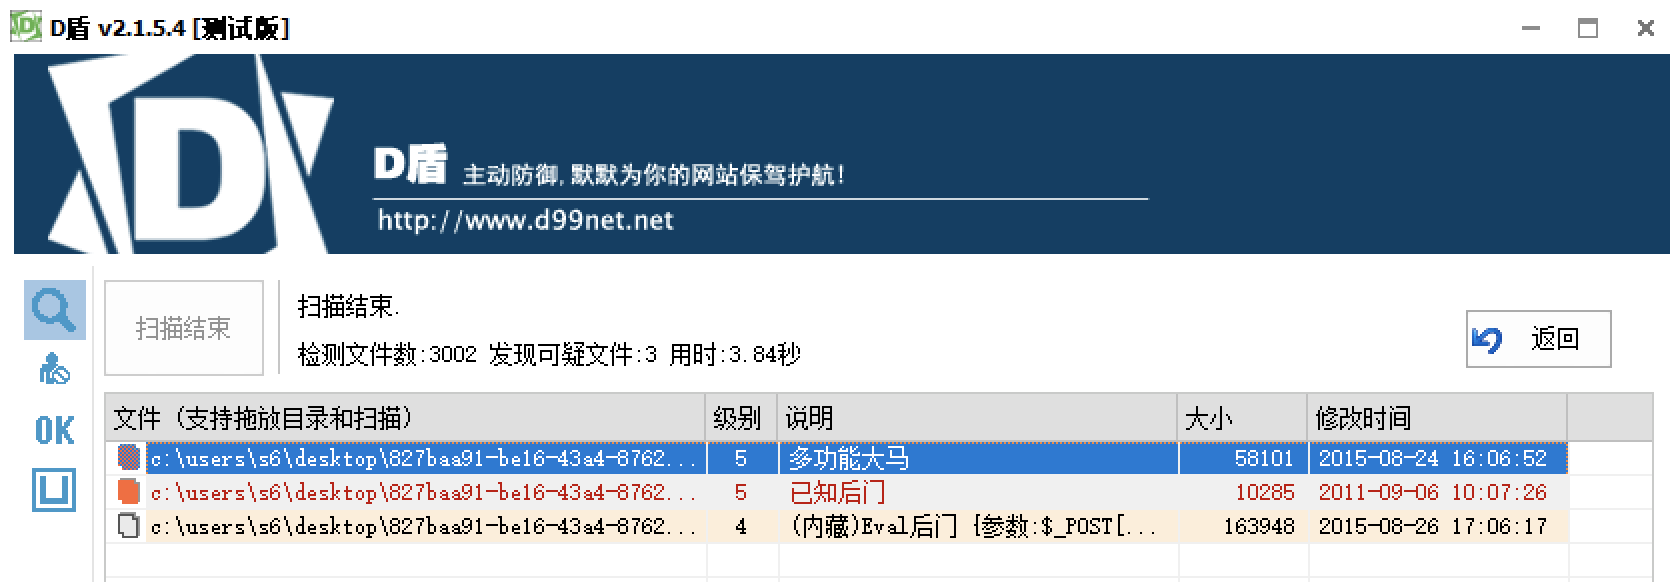 D盾 v2.1.5.4 [测试版]
D
D盾 主动防御,默默为你的网站保驾护航!
http://www.d99net.net
扫描结束
扫描结束.
检测文件数:3002 发现可疑文件:3 用时:3.84秒
返回
OK
文件 (支持拖放目录和扫描) 级别 说明 大小 修改时间
c:\users\s6\desktop\827baa91-be16-43a4-8762... 5 多功能大马 58101 2015-08-24 16:06:52
c:\users\s6\desktop\827baa91-be16-43a4-8762... 5 已知后门 10285 2011-09-06 10:07:26
c:\users\s6\desktop\827baa91-be16-43a4-8762... 4 (内藏)Eval后门 {参数:$_POST[... 163948 2015-08-26 17:06:17